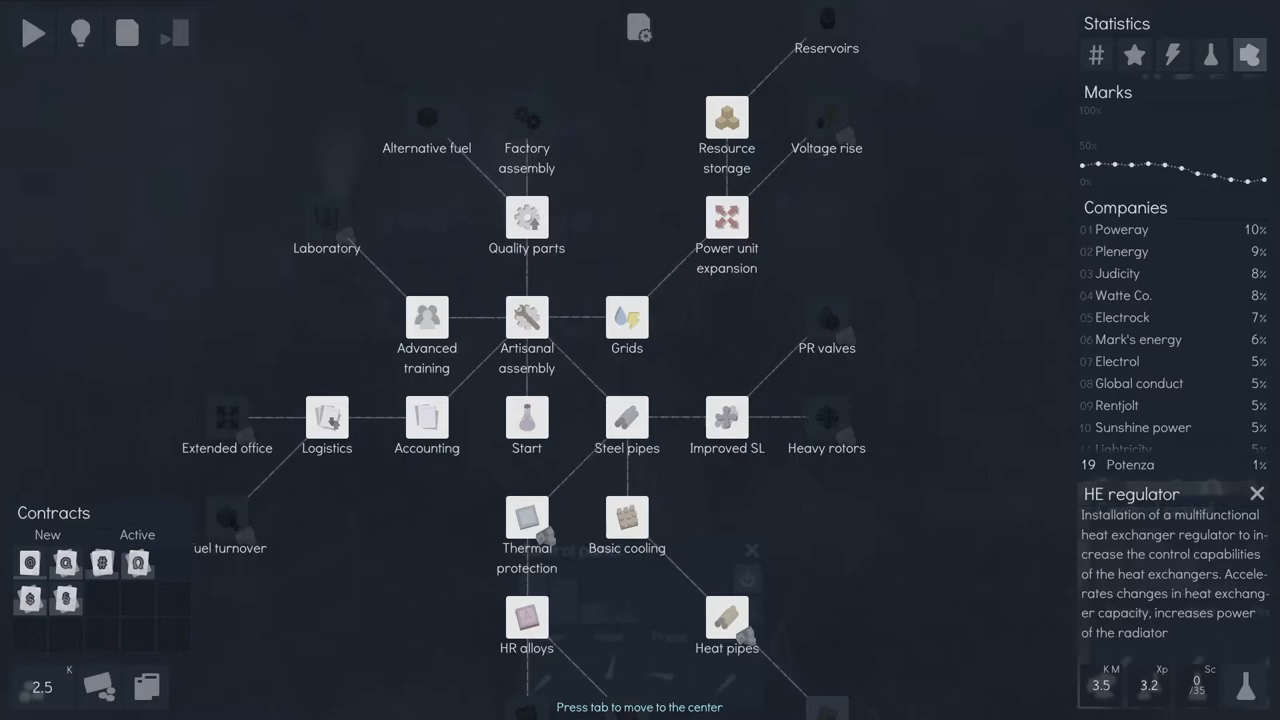 Statistics
Reservoirs
Marks
100%
50%
0%
Alternative fuel
Factory
assembly
Resource
storage
Voltage rise
Companies
01 Poweray 10%
02 Plenergy 9%
03 Judicity 8%
04 Watte Co. 8%
05 Electrock 7%
06 Mark's energy 6%
07 Electrol 5%
08 Global conduct 5%
09 Rentjolt 5%
10 Sunshine power 5%
11 Lightricity 5%
19 Potenza 1%
Laboratory
Quality parts
Power unit
expansion
Advanced
training
Artisanal
assembly
Grids
PR valves
Extended office
Logistics
Accounting
Start
Steel pipes
Improved SL
Heavy rotors
uel turnover
Thermal
protection
Basic cooling
HR alloys
Heat pipes
Contracts
New Active
K
2.5
HE regulator
Installation of a multifunctional
heat exchanger regulator to in-
crease the control capabilities
of the heat exchangers. Accele-
rates changes in heat exchang-
er capacity, increases power
of the radiator
K M
3.5
Xp
3.2
Sc
0
/35
Press tab to move to the center